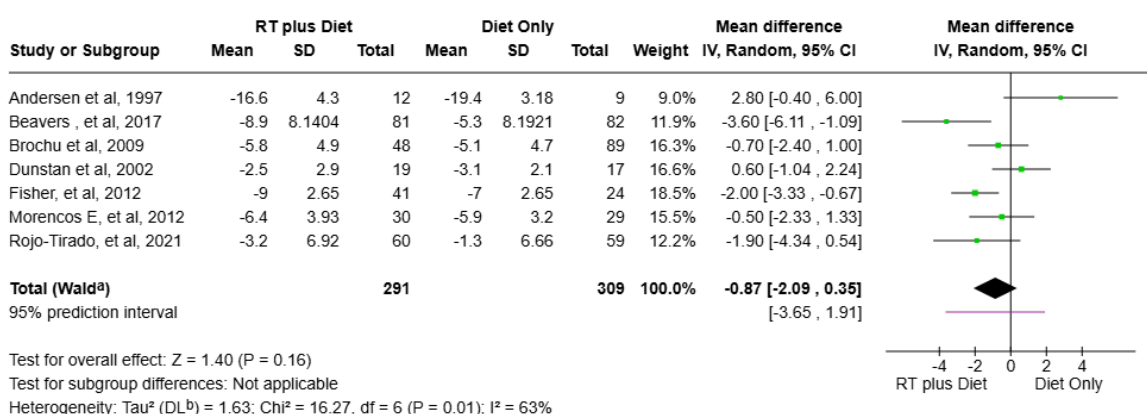 RT plus Diet Diet Only Mean difference Mean difference
Study or Subgroup Mean SD Total Mean SD Total Weight IV, Random, 95% CI IV, Random, 95% CI
Andersen et al, 1997 -16.6 4.3 12 -19.4 3.18 9 9.0% 2.80 [-0.40 , 6.00]
Beavers , et al, 2017 -8.9 8.1404 81 -5.3 8.1921 82 11.9% -3.60 [-6.11 , -1.09]
Brochu et al, 2009 -5.8 4.9 48 -5.1 4.7 89 16.3% -0.70 [-2.40 , 1.00]
Dunstan et al, 2002 -2.5 2.9 19 -3.1 2.1 17 16.6% 0.60 [-1.04 , 2.24]
Fisher, et al, 2012 -9 2.65 41 -7 2.65 24 18.5% -2.00 [-3.33 , -0.67]
Morencos E, et al, 2012 -6.4 3.93 30 -5.9 3.2 29 15.5% -0.50 [-2.33 , 1.33]
Rojo-Tirado, et al, 2021 -3.2 6.92 60 -1.3 6.66 59 12.2% -1.90 [-4.34 , 0.54]
Total (Waldᵃ) 291 309 100.0% -0.87 [-2.09 , 0.35]
95% prediction interval [-3.65 , 1.91]
Test for overall effect: Z = 1.40 (P = 0.16)
-4 -2 0 2 4
Test for subgroup differences: Not applicable
RT plus Diet Diet Only
Heterogeneity: Tau² (DLᵇ) = 1.63; Chi² = 16.27, df = 6 (P = 0.01); I² = 63%